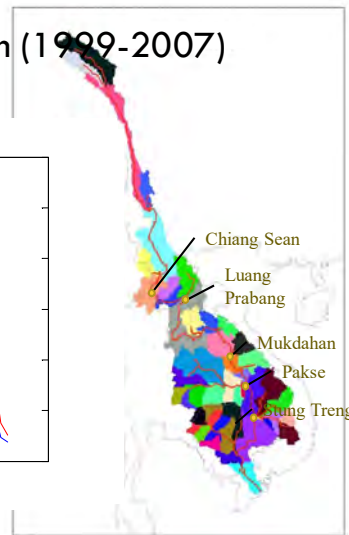 (1999-2007)
Chiang Sean
Luang
Prabang
Mukdahan
Pakse
Stung Treng